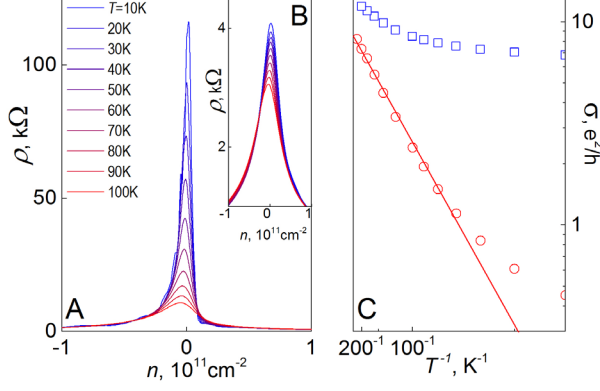 T=10K
20K
30K
40K
50K
60K
70K
80K
90K
100K
ρ, kΩ
100
50
0
A
-1
0
1
n, 10¹¹cm⁻²
B
ρ, kΩ
4
2
-1
0
1
n, 10¹¹cm⁻²
C
10
1
σ, e²/h
200⁻¹
100⁻¹
T⁻¹, K⁻¹